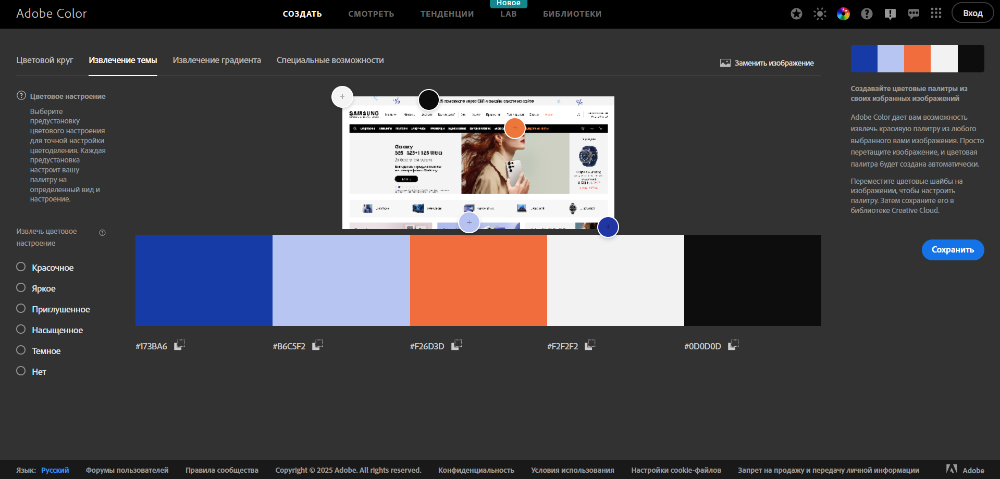 Adobe Color
СОЗДАТЬ
СМОТРЕТЬ
ТЕНДЕНЦИИ
Новое
LAB
БИБЛИОТЕКИ
Вход
Цветовой круг
Извлечение темы
Извлечение градиента
Специальные возможности
Заменить изображение
Цветовое настроение
Выберите
предустановку
цветового настроения
для точной настройки
цветоделения. Каждая
предустановка
настроит вашу
палитру на
определенный вид и
настроение.
Извлечь цветовое
настроение
Красочное
Яркое
Приглушенное
Насыщенное
Темное
Нет
SAMSUNG
Galaxy
S25 S25+ | S25 Ultra
#173BA6
#B6C5F2
#F26D3D
#F2F2F2
#0D0D0D
Создавайте цветовые палитры из
своих избранных изображений
Adobe Color дает вам возможность
извлечь красивую палитру из любого
выбранного вами изображения. Просто
перетащите изображение, и цветовая
палитра будет создана автоматически.
Переместите цветовые шайбы на
изображении, чтобы настроить
палитру. Затем сохраните его в
библиотеке Creative Cloud.
Сохранить
Язык: Русский
Форумы пользователей
Правила сообщества
Copyright © 2025 Adobe. All rights reserved.
Конфиденциальность
Условия использования
Настройки cookie-файлов
Запрет на продажу и передачу личной информации
Adobe